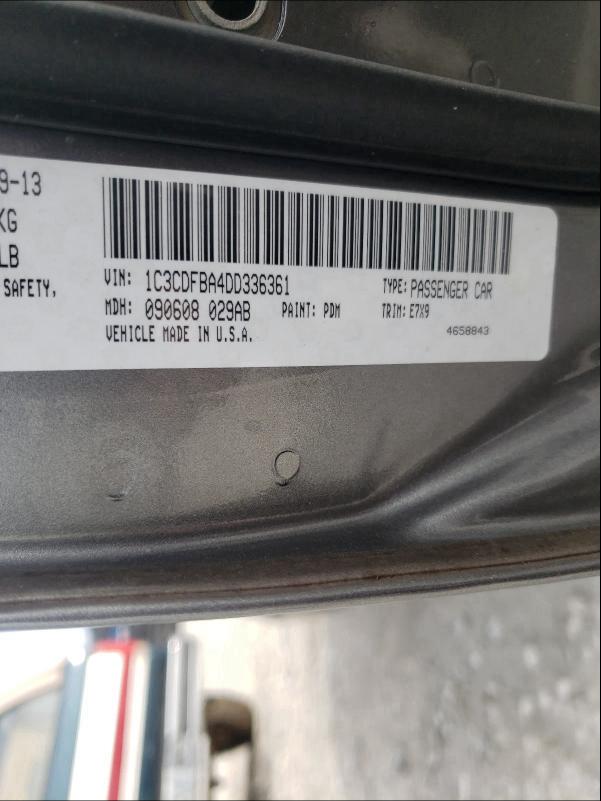 9-13
KG
LB
SAFETY,
VIN: 1C3CDFBA4DD336361
TYPE: PASSENGER CAR
MDH: 090608 029AB PAINT: PDM TRIM: E7X9
VEHICLE MADE IN U.S.A. 4658843